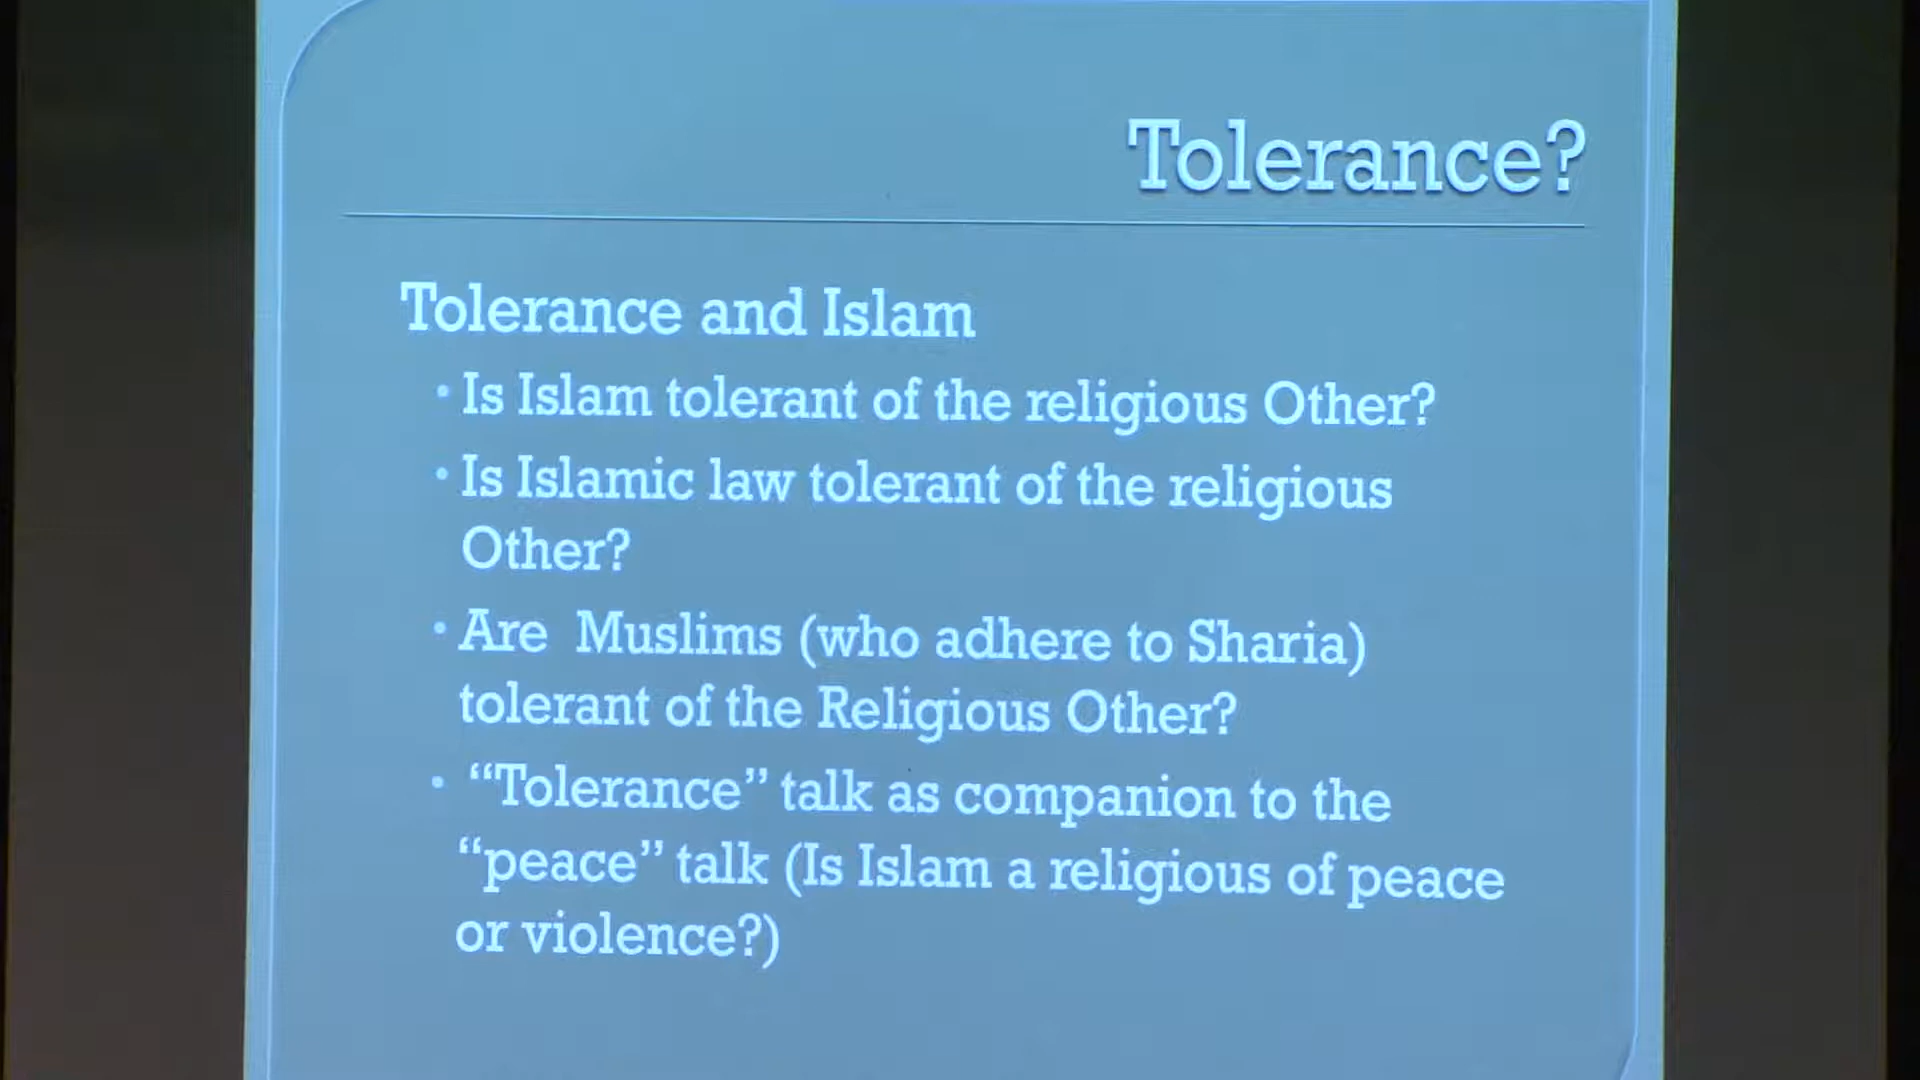 Tolerance?
Tolerance and Islam
• Is Islam tolerant of the religious Other?
• Is Islamic law tolerant of the religious
Other?
• Are Muslims (who adhere to Sharia)
tolerant of the Religious Other?
• “Tolerance” talk as companion to the
“peace” talk (Is Islam a religious of peace
or violence?)